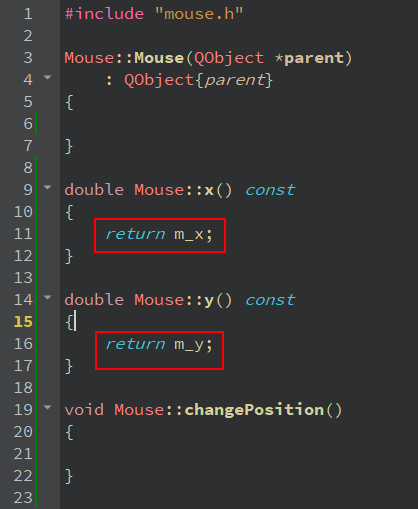 1 #include "mouse.h"
2
3 Mouse::Mouse(QObject *parent)
4     : QObject{parent}
5 {
6
7 }
8
9 double Mouse::x() const
10 {
11     return m_x;
12 }
13
14 double Mouse::y() const
15 {
16     return m_y;
17 }
18
19 void Mouse::changePosition()
20 {
21
22 }
23